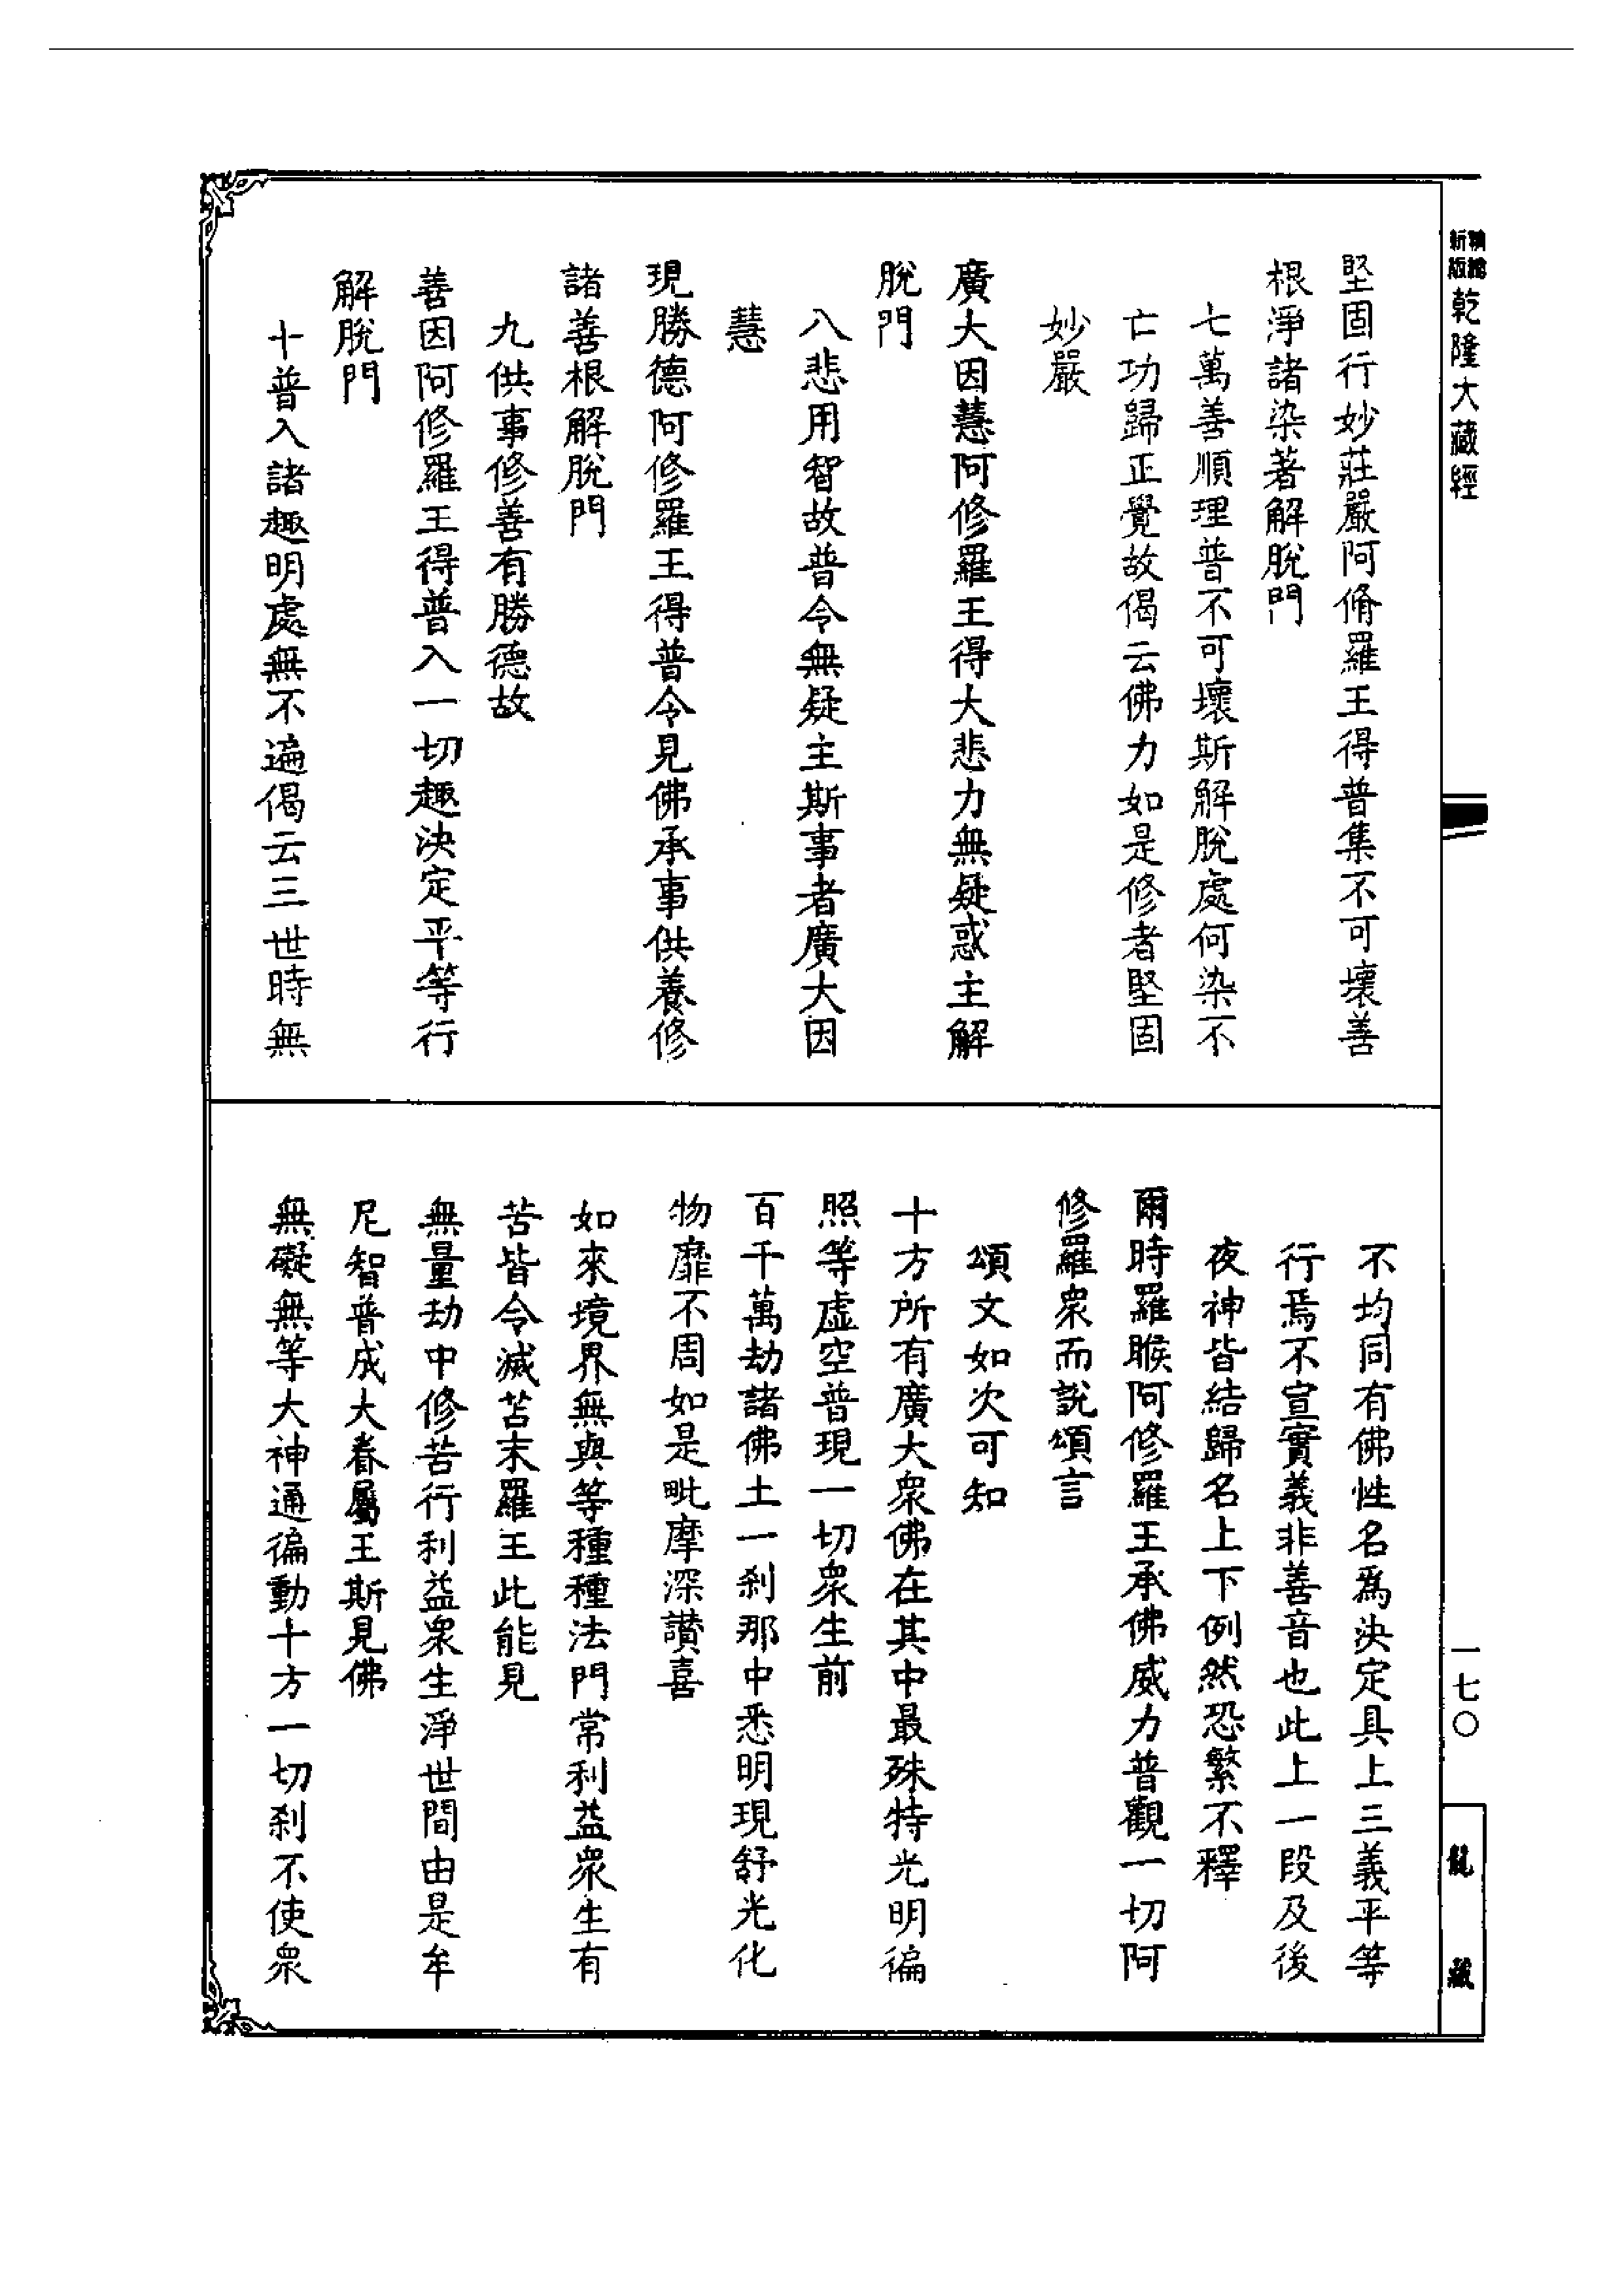 新版
精縮
乾隆大藏經
堅固行妙莊嚴阿脩羅王得普集不可壞善
根淨諸染著解脫門
七萬善順理普不可壞斯解脫處何染不
亡功歸正覺故偈云佛力如是修者堅固
妙嚴
廣大因慧阿修羅王得大悲力無疑惑主解
脫門
八悲用智故普令無疑主斯事者廣大因
慧
現勝德阿修羅王得普令見佛承事供養修
諸善根解脫門
九供事修善有勝德故
善因阿修羅王得普入一切趣決定平等行
解脫門
十普入諸趣明處無不遍偈云三世時無
不均同有佛性名爲決定具上三義平等
行焉不宣實義非善音也此上一段及後
夜神皆結歸名上下例然恐繁不釋
爾時羅睺阿修羅王承佛威力普觀一切阿
修羅眾而說頌言
頌文如次可知
十方所有廣大眾佛在其中最殊特光明徧
照等虛空普現一切眾生前
百千萬劫諸佛土一剎那中悉明現舒光化
物靡不周如是毗摩深讚喜
如來境界無與等種種法門常利益眾生有
苦皆令滅苫末羅王此能見
無量劫中修苦行利益眾生淨世間由是牟
尼智普成大眷屬王斯見佛
無礙無等大神通徧動十方一切剎不使眾
一七〇
龍藏